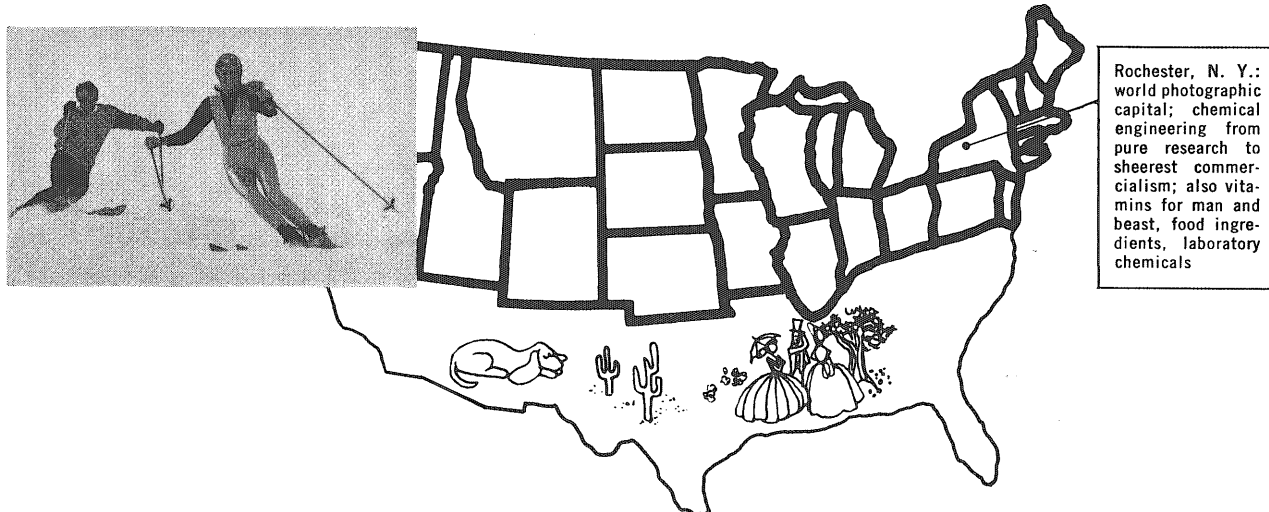 Rochester, N. Y.:
world photographic
capital; chemical
engineering from
pure research to
sheerest commer-
cialism; also vita-
mins for man and
beast, food ingre-
dients, laboratory
chemicals